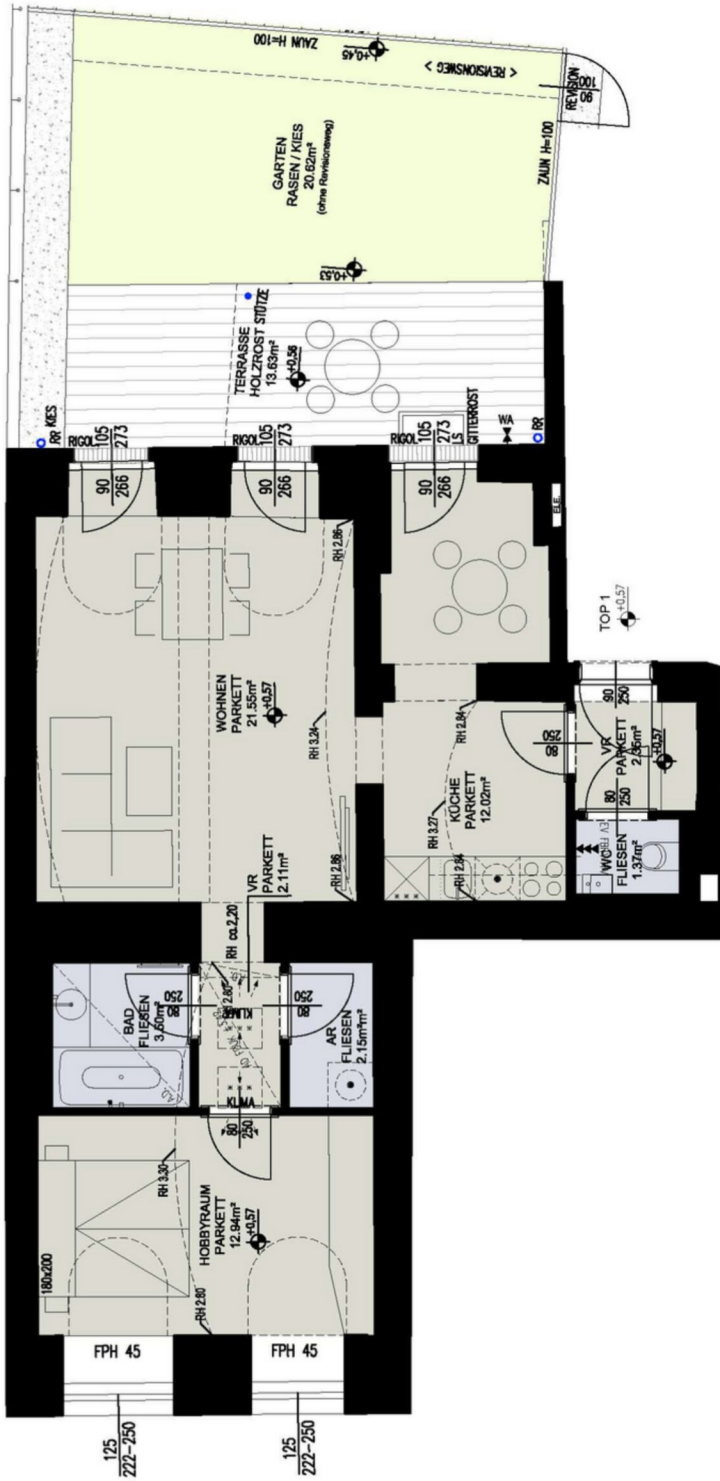 ZAUN H=100
+0,45
< REVISIONSWEG >
REVISION
90
100
ZAUN H=100
GARTEN
RASEN / KIES
20.62m²
(ohne Revisionsweg)
+0,53
TERRASSE
HOLZROST STÜTZE
13.63m²
+0,56
KIES
RR
RIGOL
105
273
RIGOL
105
273
RIGOL
105
273
LS
GITTERROST
WA
RR
90
266
90
266
90
266
ELE.
RH 2.86
WOHNEN
PARKETT
21.55m²
+0,57
RH 3.24
RH 2.86
TOP 1
+0,57
90
250
VR
PARKETT
+0,57
80
250
80
250
RH 2.84
KÜCHE
PARKETT
12.02m²
RH 3.27
RH 2.84
WC
FLIESEN
1.37m²
VR
PARKETT
2.11m²
RH ca.2,20
RH 2.60
BAD
FLIESEN
3.50m²
80
250
KLIMA
80
250
AR
FLIESEN
2.15m²m²
KLIMA
80
250
RH 3.30
HOBBYRAUM
PARKETT
12.94m²
+0,57
180x200
RH 2.80
FPH 45
FPH 45
125
222-250
125
222-250